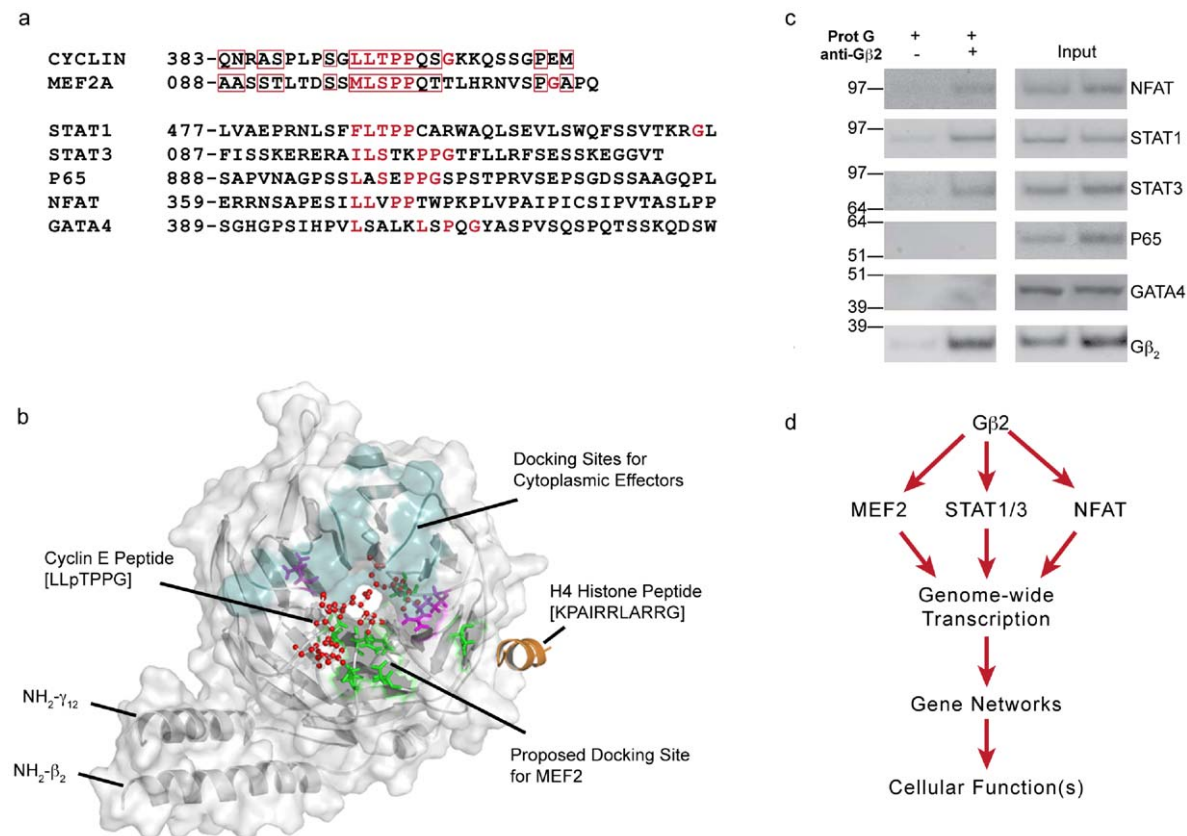 a
CYCLIN 383-QNRASPLPSGLLTPPQSGKKQSSGPEM
MEF2A 088-AASSTLTDSSMLSPPQTTLHRNVSPGAPQ
STAT1 477-LVAEPRNLSFFLTPPCARWAQLSEVLSWQFSSVTKRGL
STAT3 087-FISSKERERAILSTKPPGTFLLRFSESSKEGGVT
P65 888-SAPVNAGPSSLASEPPGSPSTPRVSEPSGDSSAAGQPL
NFAT 359-ERRNSAPESILLVPPTWPKPLVPAIPICSIPVTASLPP
GATA4 389-SGHGPSIHPVLSALKLSPQGYASPVSQSPQTSSKQDSW
b
Docking Sites for
Cytoplasmic Effectors
Cyclin E Peptide
[LLpTPPG]
H4 Histone Peptide
[KPAIRRLARRG]
NH₂-γ₁₂
NH₂-β₂
Proposed Docking Site
for MEF2
c
Prot G + +
anti-Gβ2 - + Input
97 NFAT
97 STAT1
97 STAT3
64
64 P65
51
51 GATA4
39
39 Gβ₂
d
Gβ2
MEF2 STAT1/3 NFAT
Genome-wide
Transcription
Gene Networks
Cellular Function(s)